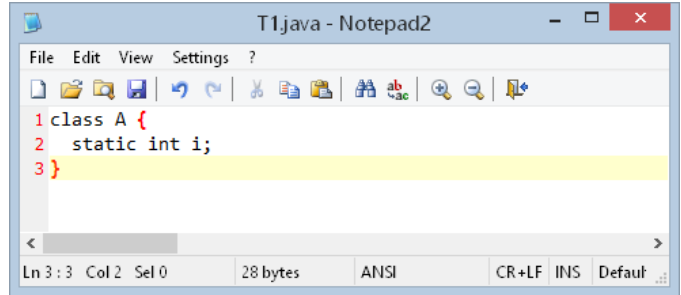 T1.java - Notepad2
File Edit View Settings ?
1 class A {
2   static int i;
3 }
Ln 3 : 3 Col 2 Sel 0 28 bytes ANSI CR+LF INS Default